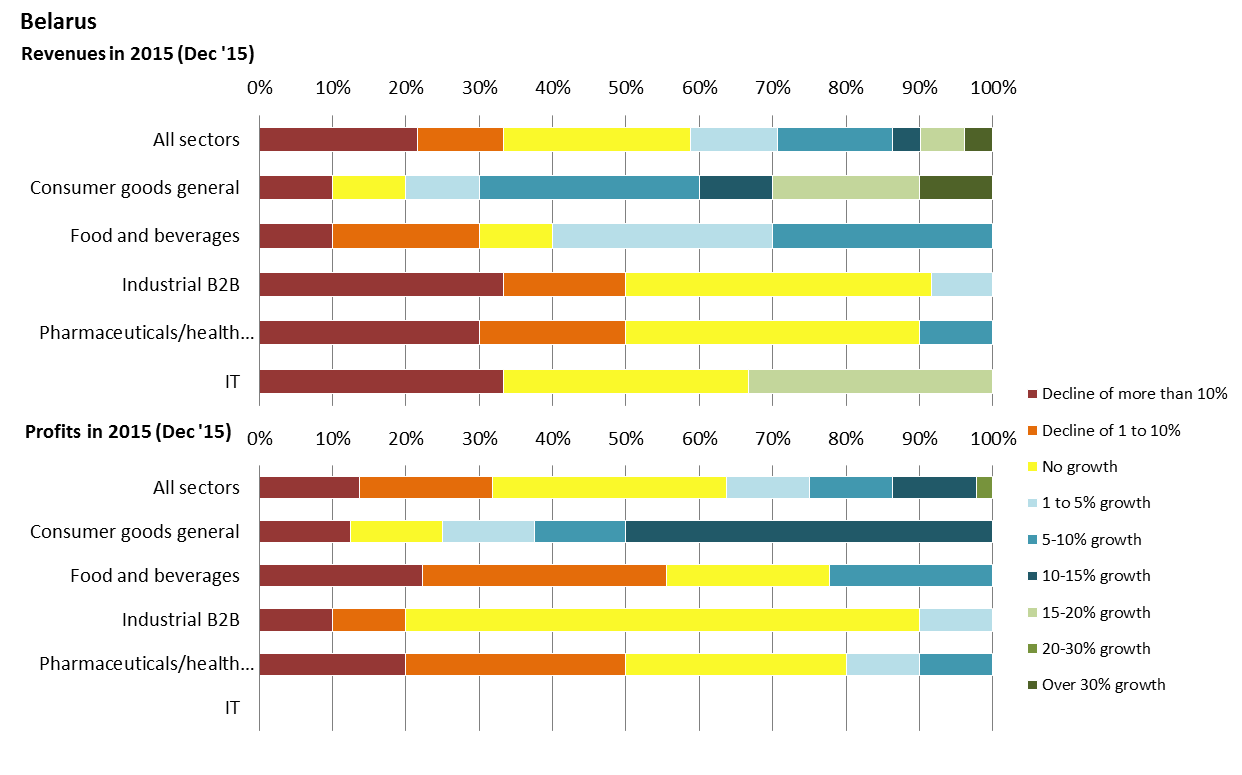 Belarus
Revenues in 2015 (Dec '15)
0% 10% 20% 30% 40% 50% 60% 70% 80% 90% 100%
All sectors
Consumer goods general
Food and beverages
Industrial B2B
Pharmaceuticals/health...
IT
Profits in 2015 (Dec '15)
0% 10% 20% 30% 40% 50% 60% 70% 80% 90% 100%
All sectors
Consumer goods general
Food and beverages
Industrial B2B
Pharmaceuticals/health...
IT
Decline of more than 10%
Decline of 1 to 10%
No growth
1 to 5% growth
5-10% growth
10-15% growth
15-20% growth
20-30% growth
Over 30% growth